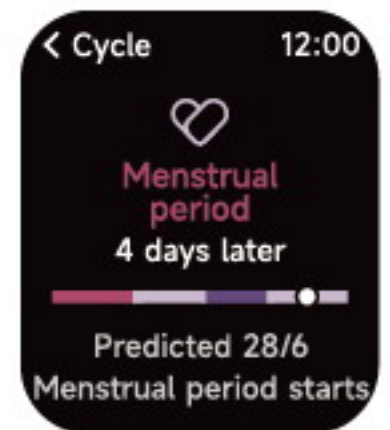 < Cycle 12:00
Menstrual
period
4 days later
Predicted 28/6
Menstrual period starts